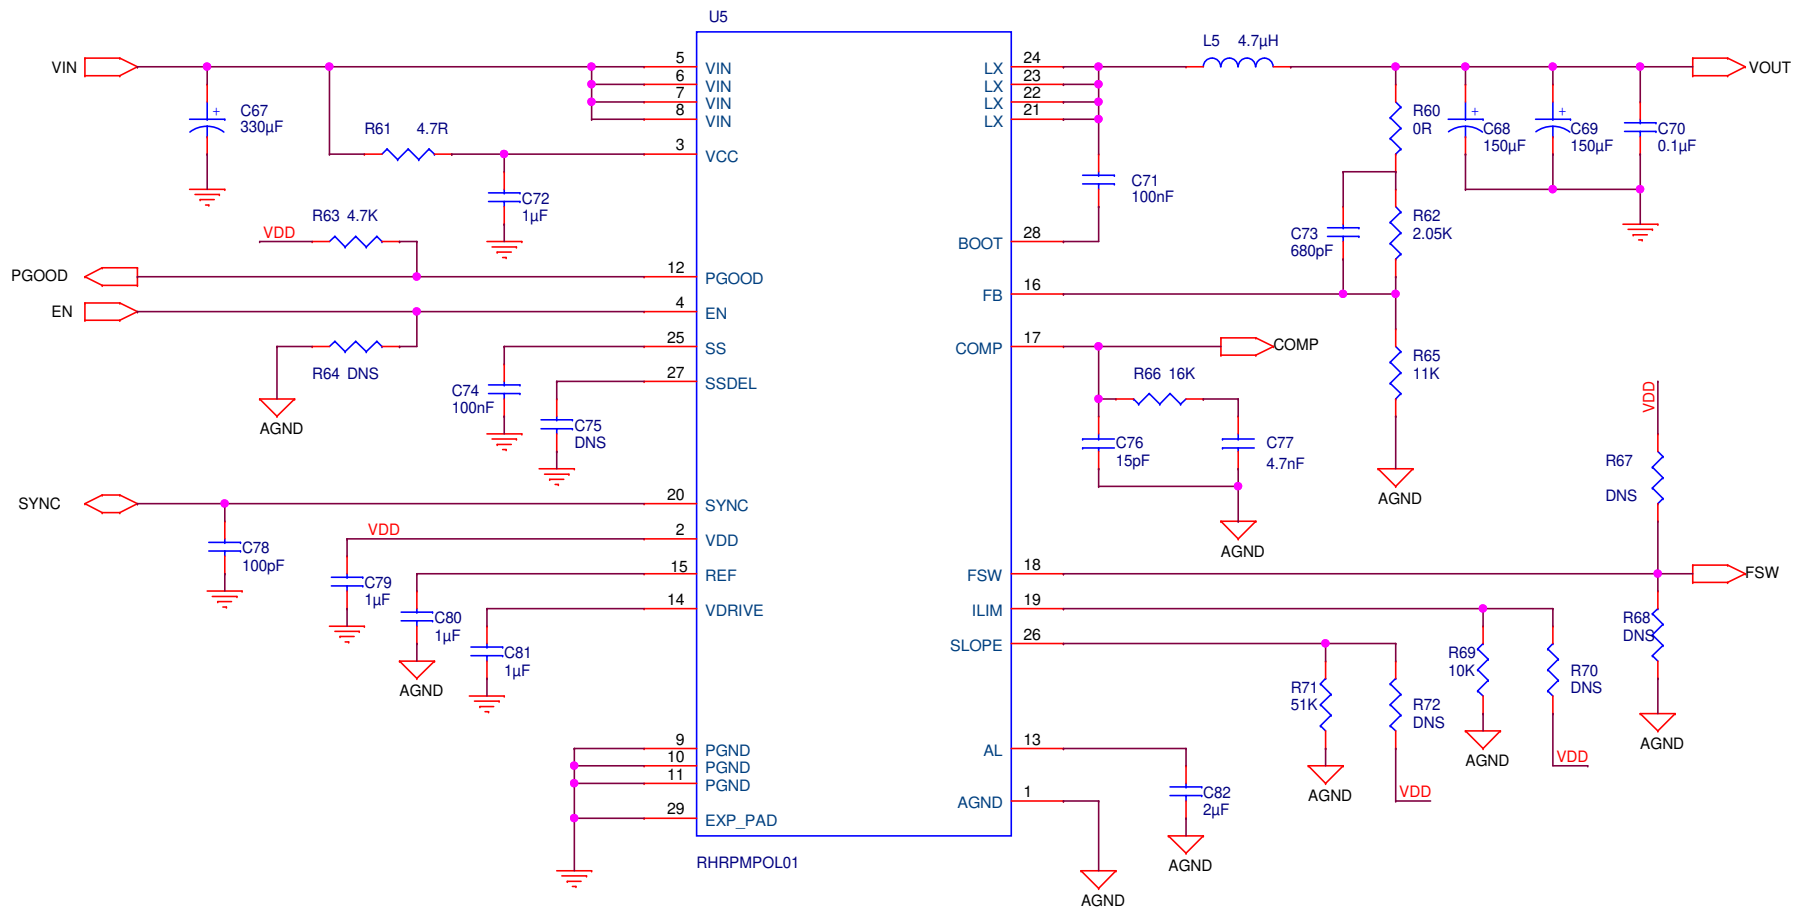 U5
VIN
C67
330µF
R61 4.7R
C72
1µF
R63 4.7K
VDD
PGOOD
EN
R64 DNS
AGND
C74
100nF
C75
DNS
SYNC
C78
100pF
VDD
C79
1µF
C80
1µF
AGND
C81
1µF
5 VIN
6 VIN
7 VIN
8 VIN
3 VCC
12 PGOOD
4 EN
25 SS
27 SSDEL
20 SYNC
2 VDD
15 REF
14 VDRIVE
9 PGND
10 PGND
11 PGND
29 EXP_PAD
RHRPMPOL01
LX 24
LX 23
LX 22
LX 21
BOOT 28
FB 16
COMP 17
FSW 18
ILIM 19
SLOPE 26
AL 13
AGND 1
L5 4.7µH
VOUT
R60
0R
C68
150µF
C69
150µF
C70
0.1µF
C71
100nF
C73
680pF
R62
2.05K
COMP
R66 16K
R65
11K
C76
15pF
C77
4.7nF
AGND
AGND
VDD
R67
DNS
FSW
R68
DNS
AGND
R69
10K
AGND
R70
DNS
VDD
R71
51K
AGND
R72
DNS
VDD
C82
2µF
AGND
AGND